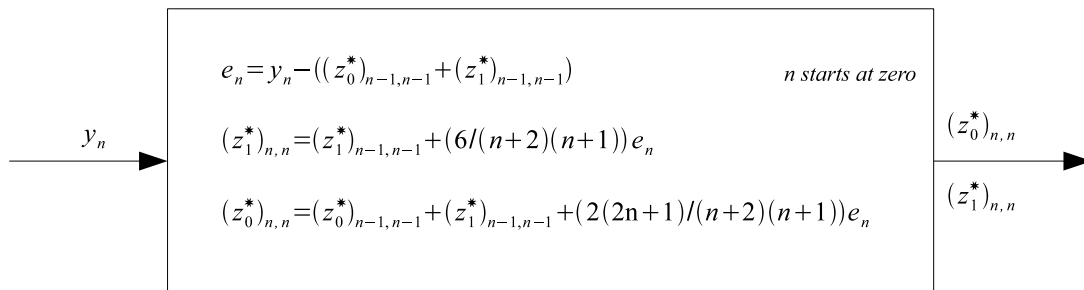 e_n = y_n − ((z_0^*)_{n−1,n−1} + (z_1^*)_{n−1,n−1})
n starts at zero
y_n
(z_1^*)_{n,n} = (z_1^*)_{n−1,n−1} + (6/(n+2)(n+1)) e_n
(z_0^*)_{n,n}
(z_1^*)_{n,n}
(z_0^*)_{n,n} = (z_0^*)_{n−1,n−1} + (z_1^*)_{n−1,n−1} + (2(2n+1)/(n+2)(n+1)) e_n